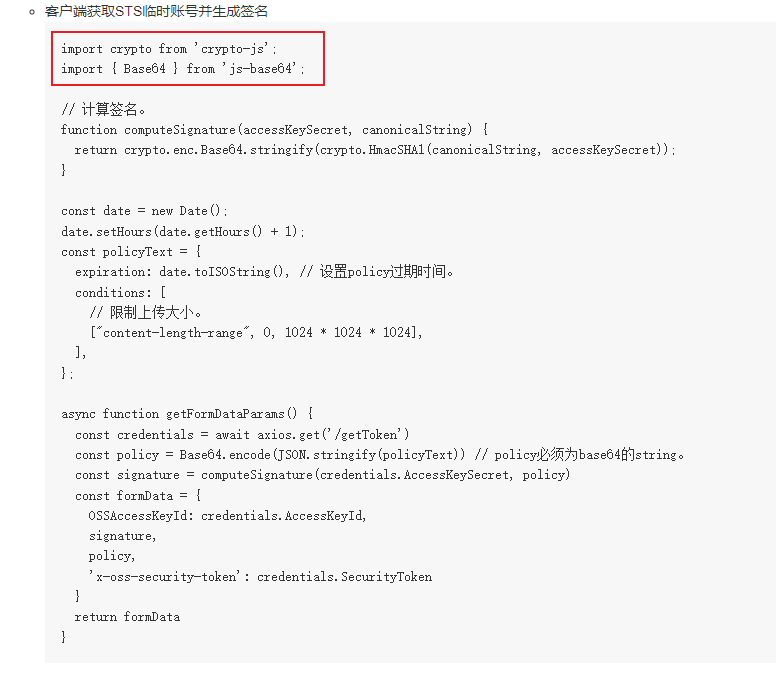 客户端获取STS临时账号并生成签名
import crypto from 'crypto-js';
import { Base64 } from 'js-base64';
// 计算签名。
function computeSignature(accessKeySecret, canonicalString) {
return crypto.enc.Base64.stringify(crypto.HmacSHA1(canonicalString, accessKeySecret));
}
const date = new Date();
date.setHours(date.getHours() + 1);
const policyText = {
expiration: date.toISOString(), // 设置policy过期时间。
conditions: [
// 限制上传大小。
["content-length-range", 0, 1024 * 1024 * 1024],
],
};
async function getFormDataParams() {
const credentials = await axios.get('/getToken')
const policy = Base64.encode(JSON.stringify(policyText)) // policy必须为base64的string。
const signature = computeSignature(credentials.AccessKeySecret, policy)
const formData = {
OSSAccessKeyId: credentials.AccessKeyId,
signature,
policy,
'x-oss-security-token': credentials.SecurityToken
}
return formData
}